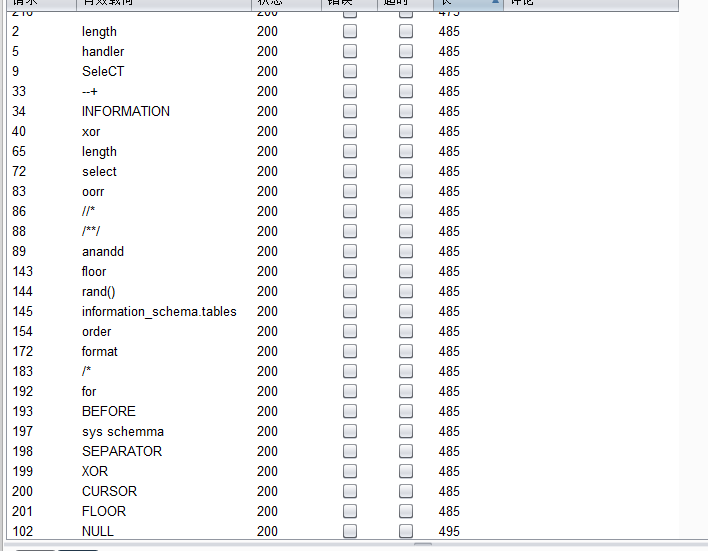 请求 有效载荷 状态 错误 超时 长 评论
210 200 475
2 length 200 485
5 handler 200 485
9 SeleCT 200 485
33 --+ 200 485
34 INFORMATION 200 485
40 xor 200 485
65 length 200 485
72 select 200 485
83 oorr 200 485
86 //* 200 485
88 /**/ 200 485
89 anandd 200 485
143 floor 200 485
144 rand() 200 485
145 information_schema.tables 200 485
154 order 200 485
172 format 200 485
183 /* 200 485
192 for 200 485
193 BEFORE 200 485
197 sys schemma 200 485
198 SEPARATOR 200 485
199 XOR 200 485
200 CURSOR 200 485
201 FLOOR 200 485
102 NULL 200 495